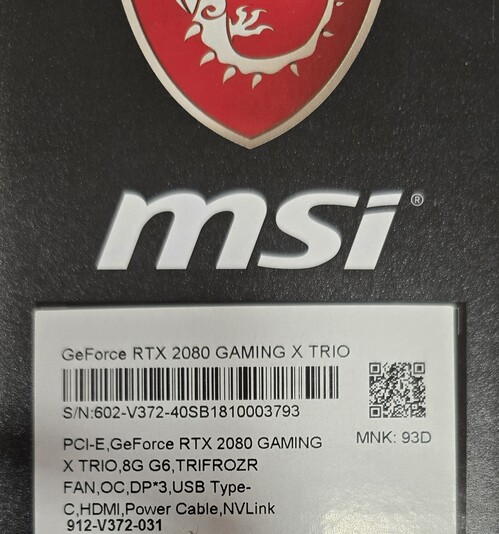 msi®
GeForce RTX 2080 GAMING X TRIO
S/N:602-V372-40SB1810003793
MNK: 93D
PCI-E,GeForce RTX 2080 GAMING
X TRIO,8G G6,TRIFROZR
FAN,OC,DP*3,USB Type-
C,HDMI,Power Cable,NVLink
912-V372-031